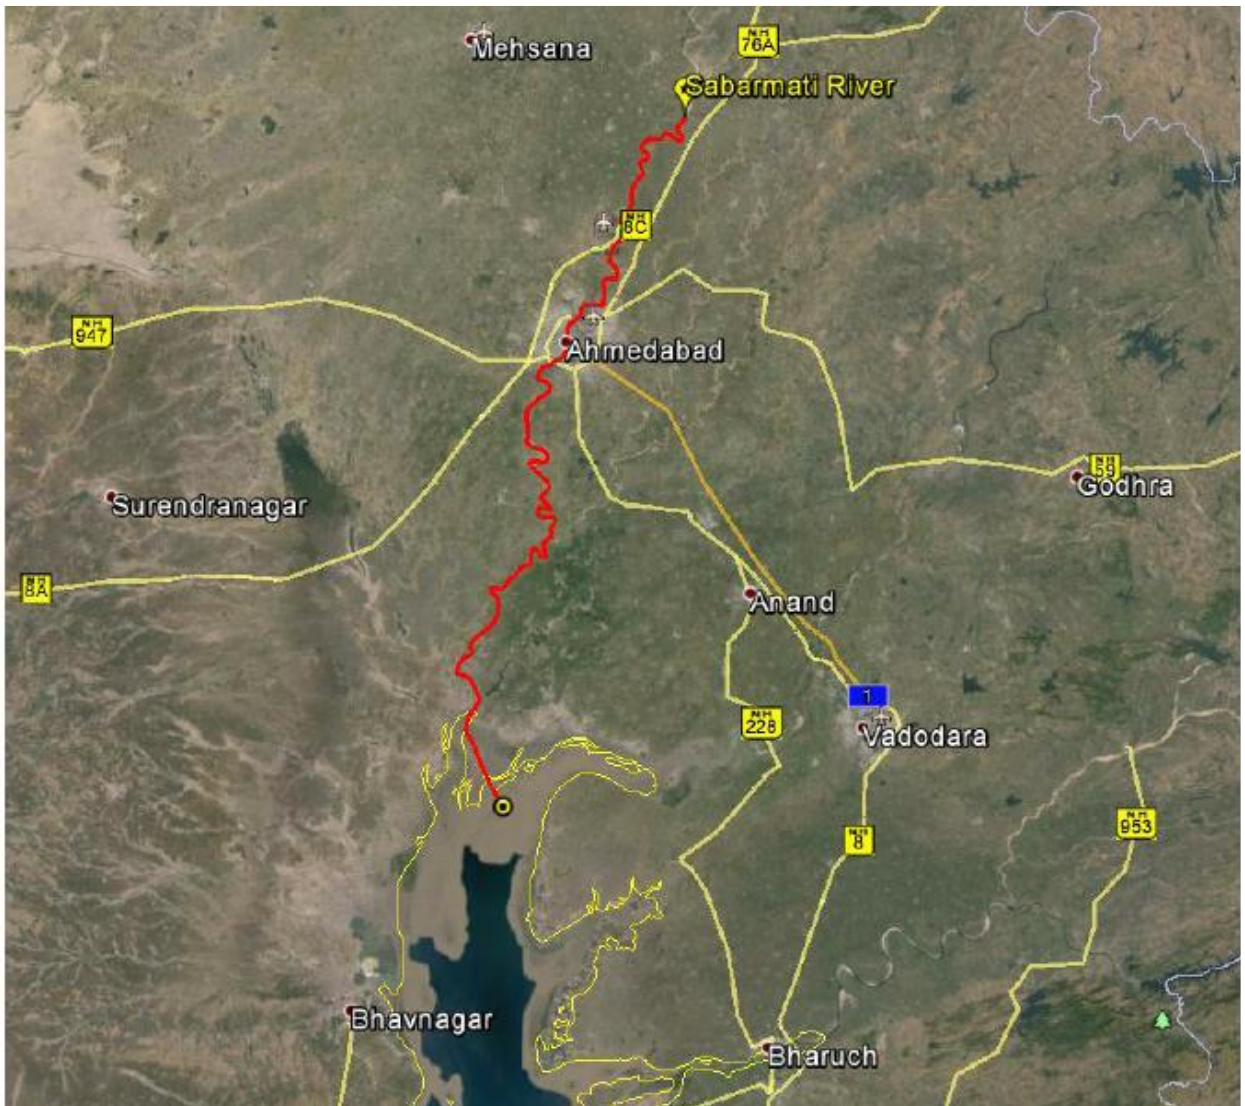 Mehsana
NH
76A
Sabarmati River
NH
8C
NH
947
Ahmedabad
NH
59
Godhra
Surendranagar
NH
8A
Anand
1
NH
228
Vadodara
NH
953
NH
8
Bhavnagar
Bharuch